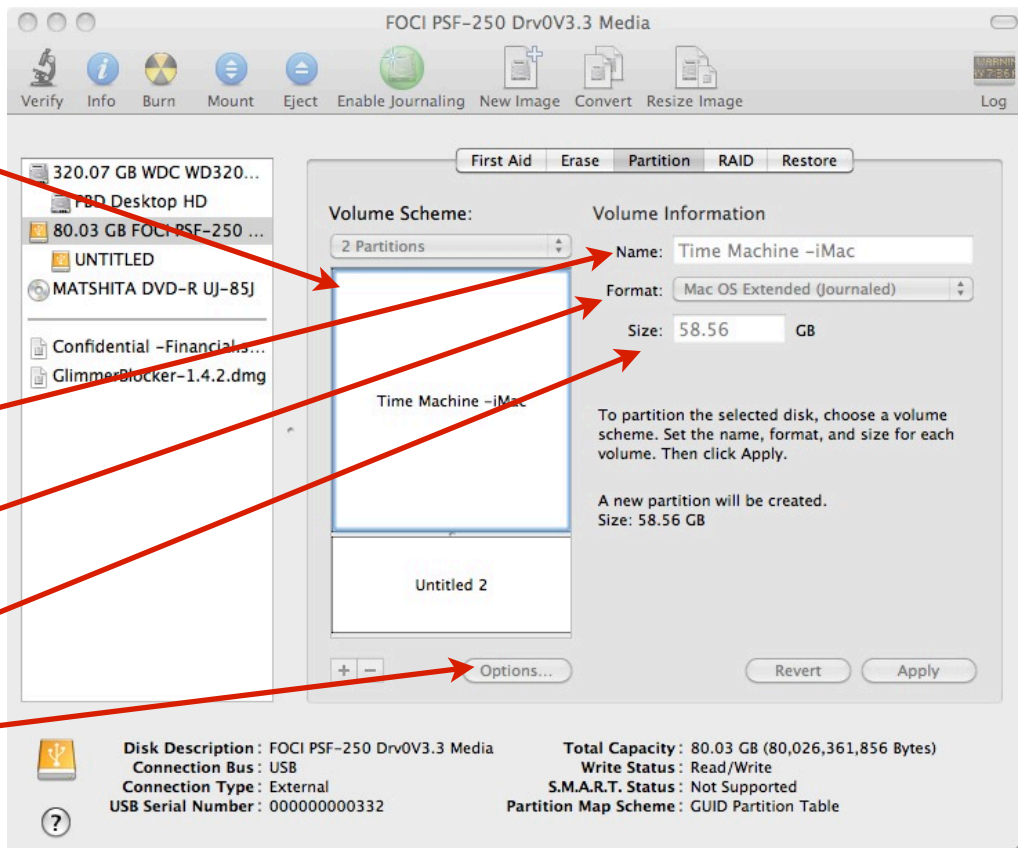 FOCI PSF-250 Drv0V3.3 Media
Verify Info Burn Mount Eject Enable Journaling New Image Convert Resize Image Log
First Aid Erase Partition RAID Restore
320.07 GB WDC WD320...
FBD Desktop HD
80.03 GB FOCI PSF-250 ...
UNTITLED
MATSHITA DVD-R UJ-85J
Confidential -Financial.s...
GlimmerBlocker-1.4.2.dmg
Volume Scheme:
2 Partitions
Time Machine -iMac
Untitled 2
+ -
Options...
Volume Information
Name: Time Machine -iMac
Format: Mac OS Extended (Journaled)
Size: 58.56 GB
To partition the selected disk, choose a volume
scheme. Set the name, format, and size for each
volume. Then click Apply.
A new partition will be created.
Size: 58.56 GB
Revert Apply
Disk Description : FOCI PSF-250 Drv0V3.3 Media
Connection Bus : USB
Connection Type : External
USB Serial Number : 000000000332
Total Capacity : 80.03 GB (80,026,361,856 Bytes)
Write Status : Read/Write
S.M.A.R.T. Status : Not Supported
Partition Map Scheme : GUID Partition Table
?